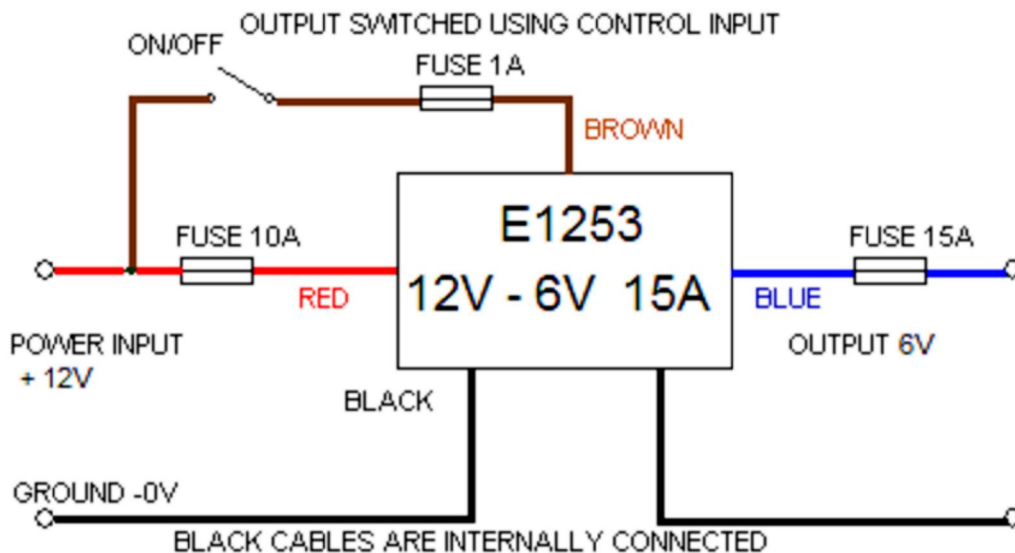 OUTPUT SWITCHED USING CONTROL INPUT
ON/OFF
FUSE 1A
BROWN
FUSE 10A
E1253
FUSE 15A
RED
12V - 6V 15A
BLUE
POWER INPUT
+ 12V
OUTPUT 6V
BLACK
GROUND -0V
BLACK CABLES ARE INTERNALLY CONNECTED